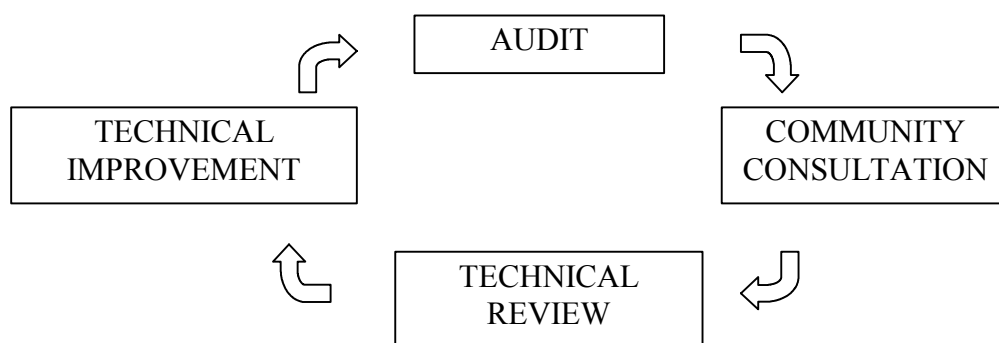 AUDIT
TECHNICAL
IMPROVEMENT
COMMUNITY
CONSULTATION
TECHNICAL
REVIEW